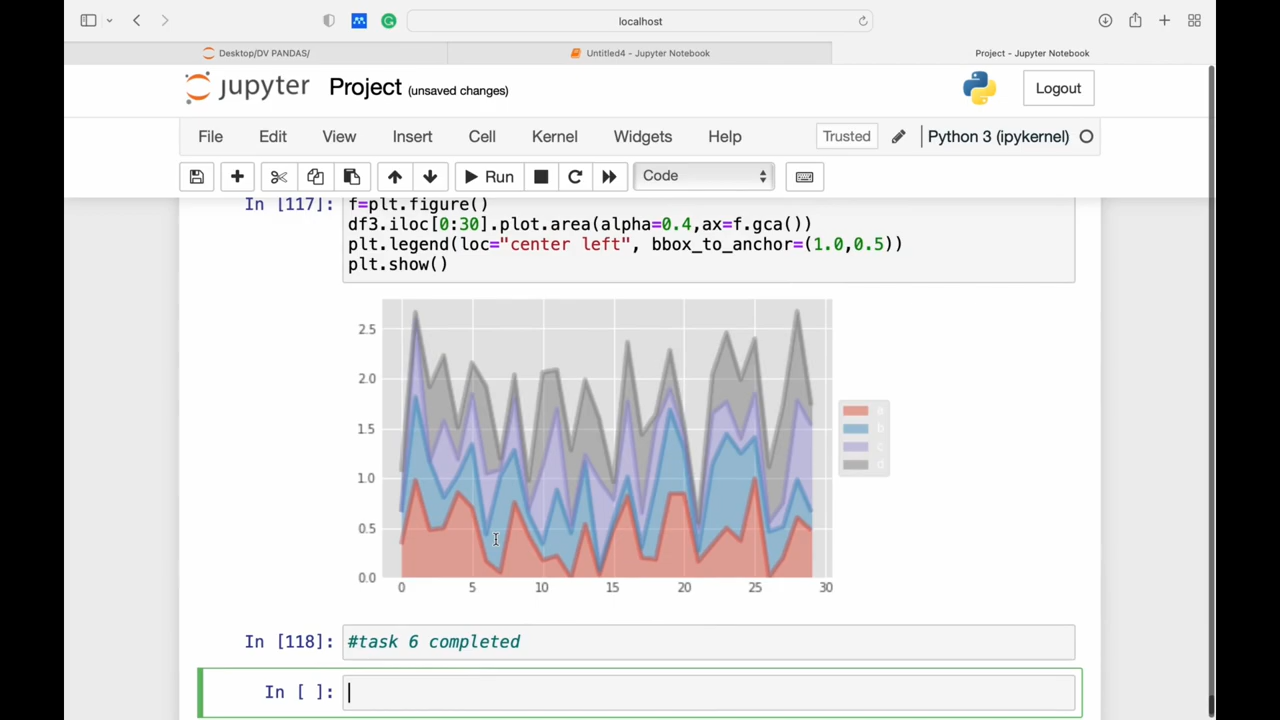 localhost
Desktop/DV PANDAS/ Untitled4 - Jupyter Notebook Project - Jupyter Notebook
jupyter Project (unsaved changes) Logout
File Edit View Insert Cell Kernel Widgets Help Trusted Python 3 (ipykernel)
Run Code
In [117]: f=plt.figure()
df3.iloc[0:30].plot.area(alpha=0.4,ax=f.gca())
plt.legend(loc="center left", bbox_to_anchor=(1.0,0.5))
plt.show()
2.5
2.0
1.5
1.0
0.5
0.0
a
b
c
d
0 5 10 15 20 25 30
In [118]: #task 6 completed
In [ ]: